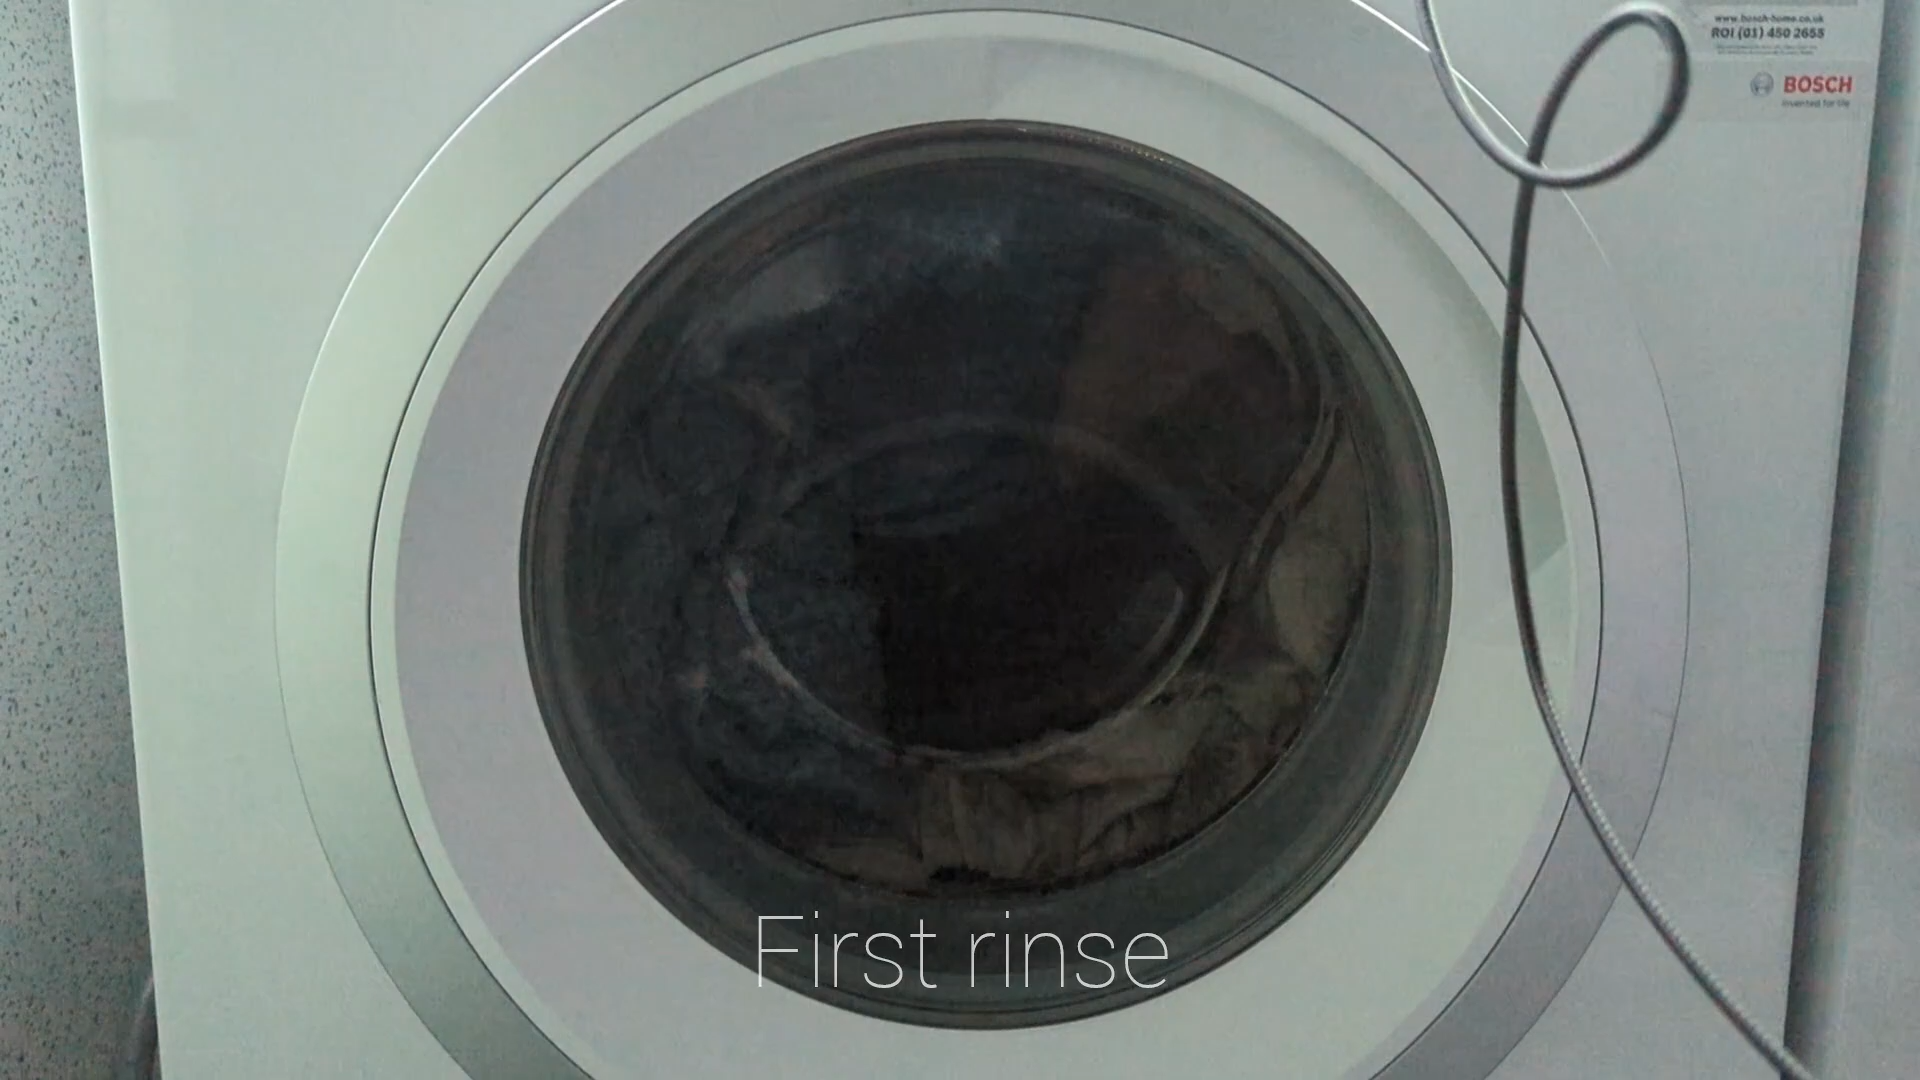 www.bosch-home.co.uk
ROI (01) 450 2655
BOSCH
Invented for life
First rinse